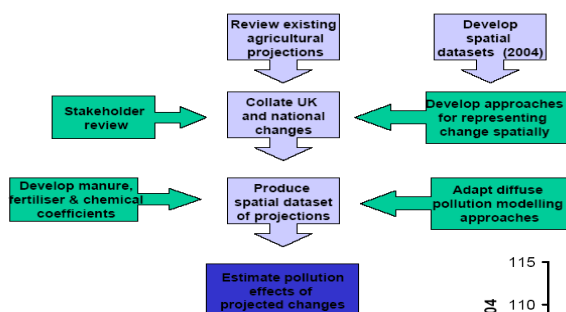 Review existing
agricultural
projections
Develop
spatial
datasets (2004)
Stakeholder
review
Collate UK
and national
changes
Develop approaches
for representing
change spatially
Develop manure,
fertiliser & chemical
coefficients
Produce
spatial dataset
of projections
Adapt diffuse
pollution modelling
approaches
Estimate pollution
effects of
projected changes
115
110
04